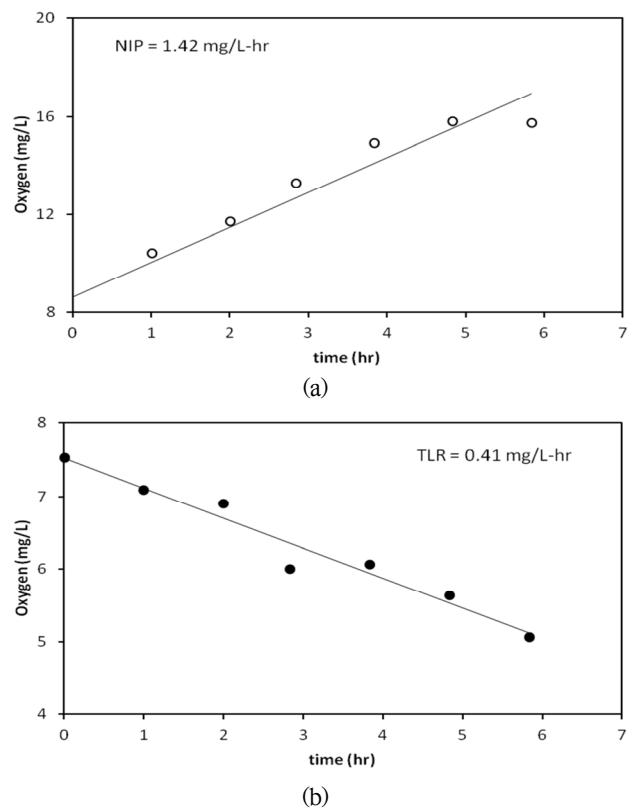 20
16
12
8
Oxygen (mg/L)
NIP = 1.42 mg/L-hr
0 1 2 3 4 5 6 7
time (hr)
(a)
8
7
6
5
4
Oxygen (mg/L)
TLR = 0.41 mg/L-hr
0 1 2 3 4 5 6 7
time (hr)
(b)